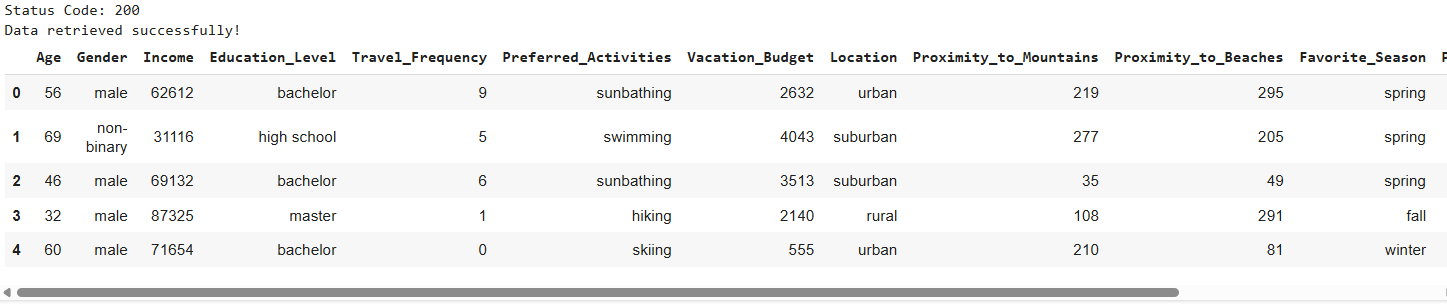 Status Code: 200
Data retrieved successfully!
Age Gender Income Education_Level Travel_Frequency Preferred_Activities Vacation_Budget Location Proximity_to_Mountains Proximity_to_Beaches Favorite_Season
0 56 male 62612 bachelor 9 sunbathing 2632 urban 219 295 spring
1 69 non-binary 31116 high school 5 swimming 4043 suburban 277 205 spring
2 46 male 69132 bachelor 6 sunbathing 3513 suburban 35 49 spring
3 32 male 87325 master 1 hiking 2140 rural 108 291 fall
4 60 male 71654 bachelor 0 skiing 555 urban 210 81 winter